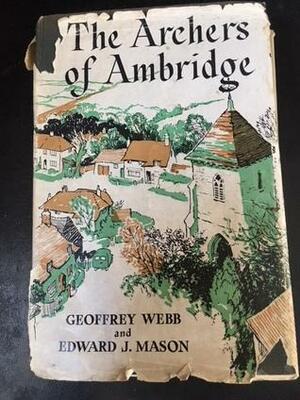 The Archers
of Ambridge
GEOFFREY WEBB
and
EDWARD J. MASON